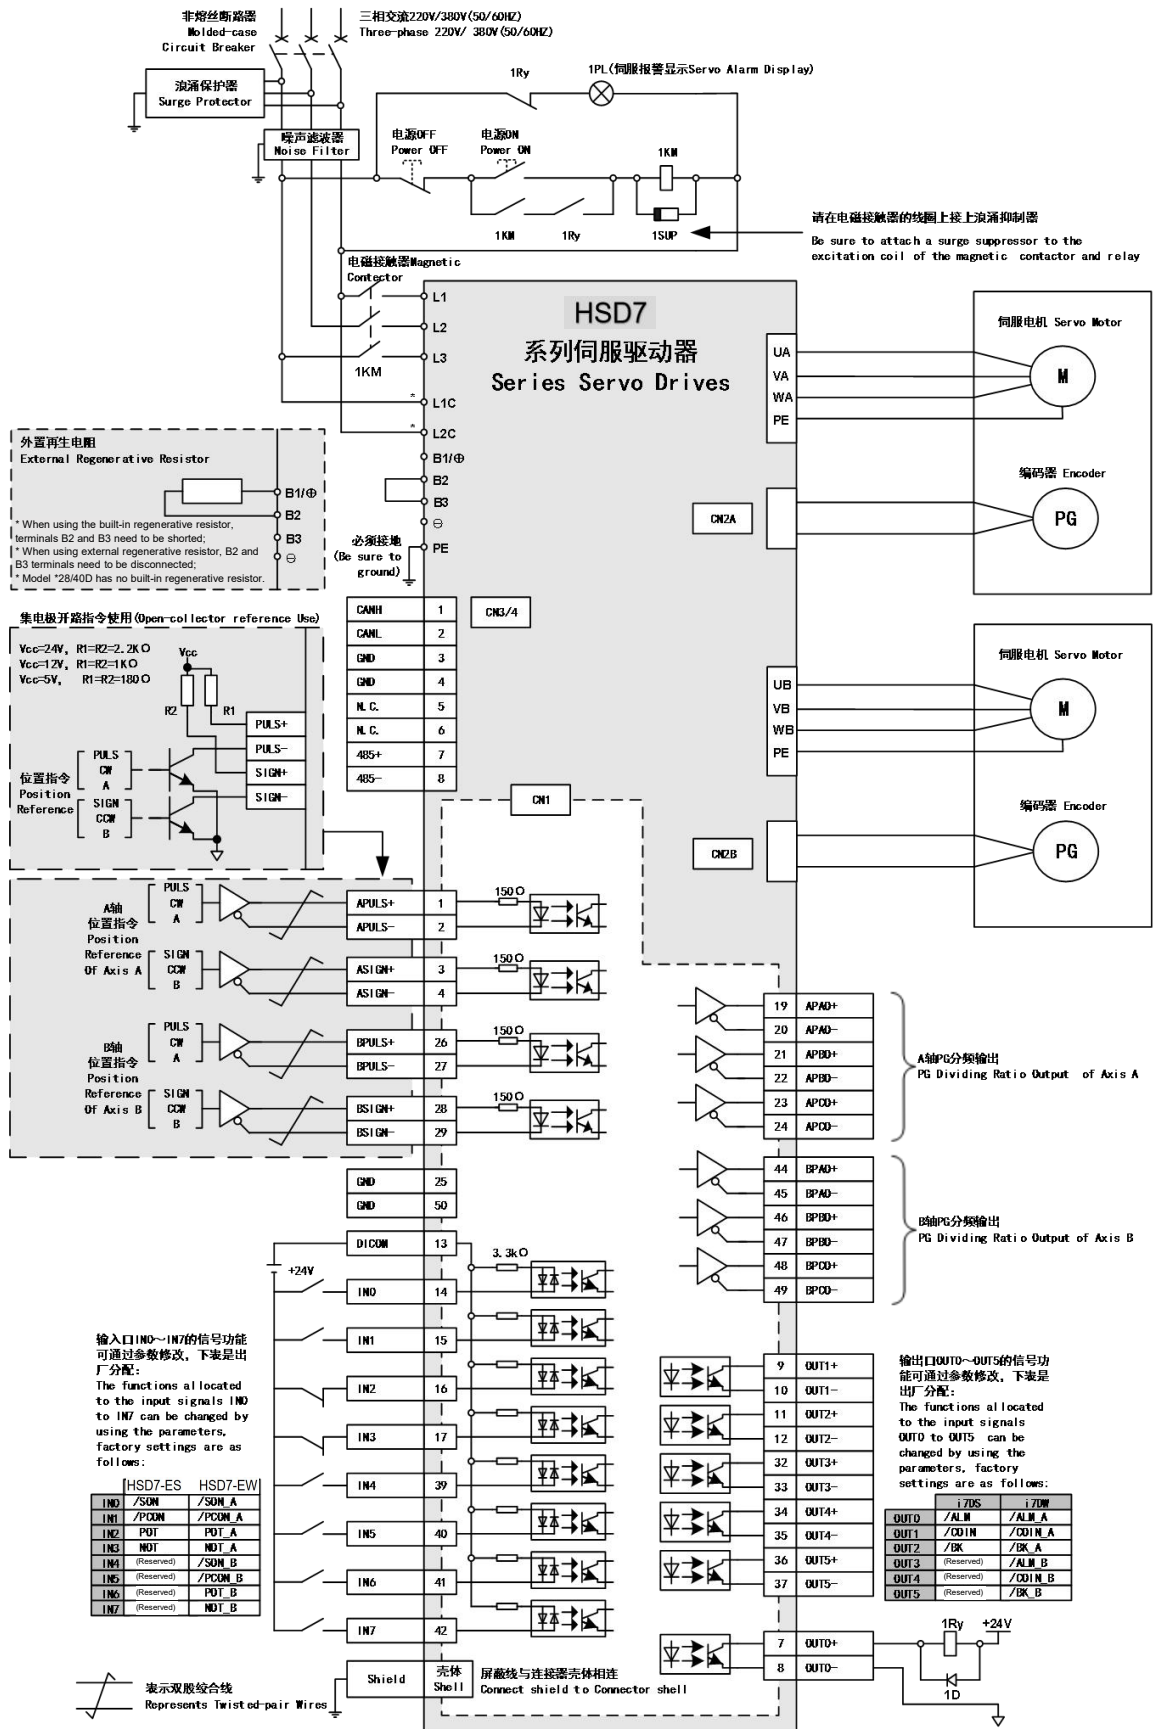 非熔丝断路器
Molded-case
Circuit Breaker
三相交流220V/380V(50/60HZ)
Three-phase 220V/ 380V(50/60HZ)
浪涌保护器
Surge Protector
噪声滤波器
Noise Filter
1Ry
1PL(伺服报警显示Servo Alarm Display)
电源OFF
Power OFF
电源ON
Power ON
1KM
1KM
1Ry
1SUP
请在电磁接触器的线圈上接上浪涌抑制器
Be sure to attach a surge suppressor to the
excitation coil of the magnetic contactor and relay
电磁接触器Magnetic
Contector
1KM
L1
L2
L3
* L1C
* L2C
B1/⊕
B2
B3
⊖
PE
必须接地
(Be sure to
ground)
HSD7
系列伺服驱动器
Series Servo Drives
UA
VA
WA
PE
伺服电机 Servo Motor
M
编码器 Encoder
PG
CN2A
外置再生电阻
External Regenerative Resistor
B1/⊕
B2
B3
⊖
* When using the built-in regenerative resistor,
terminals B2 and B3 need to be shorted;
* When using external regenerative resistor, B2 and
B3 terminals need to be disconnected;
* Model *28/40D has no built-in regenerative resistor.
CANH 1
CANL 2
GND 3
GND 4
N.C. 5
N.C. 6
485+ 7
485- 8
CN3/4
UB
VB
WB
PE
伺服电机 Servo Motor
M
编码器 Encoder
PG
CN2B
CN1
集电极开路指令使用(Open-collector reference Use)
Vcc=24V, R1=R2=2.2KΩ
Vcc=12V, R1=R2=1KΩ
Vcc=5V, R1=R2=180Ω
Vcc
R2
R1
PULS+
PULS-
SIGN+
SIGN-
位置指令
Position
Reference
PULS
CW
A
SIGN
CCW
B
A轴
位置指令
Position
Reference
Of Axis A
PULS
CW
A
SIGN
CCW
B
APULS+ 1
APULS- 2
150Ω
ASIGN+ 3
ASIGN- 4
150Ω
B轴
位置指令
Position
Reference
Of Axis B
PULS
CW
A
SIGN
CCW
B
BPULS+ 26
BPULS- 27
150Ω
BSIGN+ 28
BSIGN- 29
150Ω
GND 25
GND 50
DICOM 13
+24V
3.3kΩ
IN0 14
IN1 15
IN2 16
IN3 17
IN4 39
IN5 40
IN6 41
IN7 42
19 APAO+
20 APAO-
21 APBO+
22 APBO-
23 APCO+
24 APCO-
A轴PG分频输出
PG Dividing Ratio Output of Axis A
44 BPAO+
45 BPAO-
46 BPBO+
47 BPBO-
48 BPCO+
49 BPCO-
B轴PG分频输出
PG Dividing Ratio Output of Axis B
9 OUT1+
10 OUT1-
11 OUT2+
12 OUT2-
32 OUT3+
33 OUT3-
34 OUT4+
35 OUT4-
36 OUT5+
37 OUT5-
7 OUT0+
8 OUT0-
1Ry
+24V
1D
输入口IN0～IN7的信号功能
可通过参数修改，下表是出
厂分配：
The functions allocated
to the input signals IN0
to IN7 can be changed by
using the parameters,
factory settings are as
follows:
HSD7-ES HSD7-EW
IN0 /SON /SON_A
IN1 /PCON /PCON_A
IN2 POT POT_A
IN3 NOT NOT_A
IN4 (Reserved) /SON_B
IN5 (Reserved) /PCON_B
IN6 (Reserved) POT_B
IN7 (Reserved) NOT_B
输出口OUT0～OUT5的信号功
能可通过参数修改，下表是
出厂分配：
The functions allocated
to the input signals
OUT0 to OUT5 can be
changed by using the
parameters, factory
settings are as follows:
i7DS i7DW
OUT0 /ALM /ALM_A
OUT1 /COIN /COIN_A
OUT2 /BK /BK_A
OUT3 (Reserved) /ALM_B
OUT4 (Reserved) /COIN_B
OUT5 (Reserved) /BK_B
表示双股绞合线
Represents Twisted-pair Wires
Shield
壳体
Shell
屏蔽线与连接器壳体相连
Connect shield to Connector shell